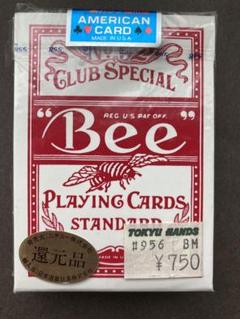 AMERICAN
CARD
MADE IN U.S.A
CLUB SPECIAL
REG. U.S. PAT. OFF.
"Bee"
PLAYING CARDS
STANDARD
還元品
TOKYU HANDS
#956 BM
¥750